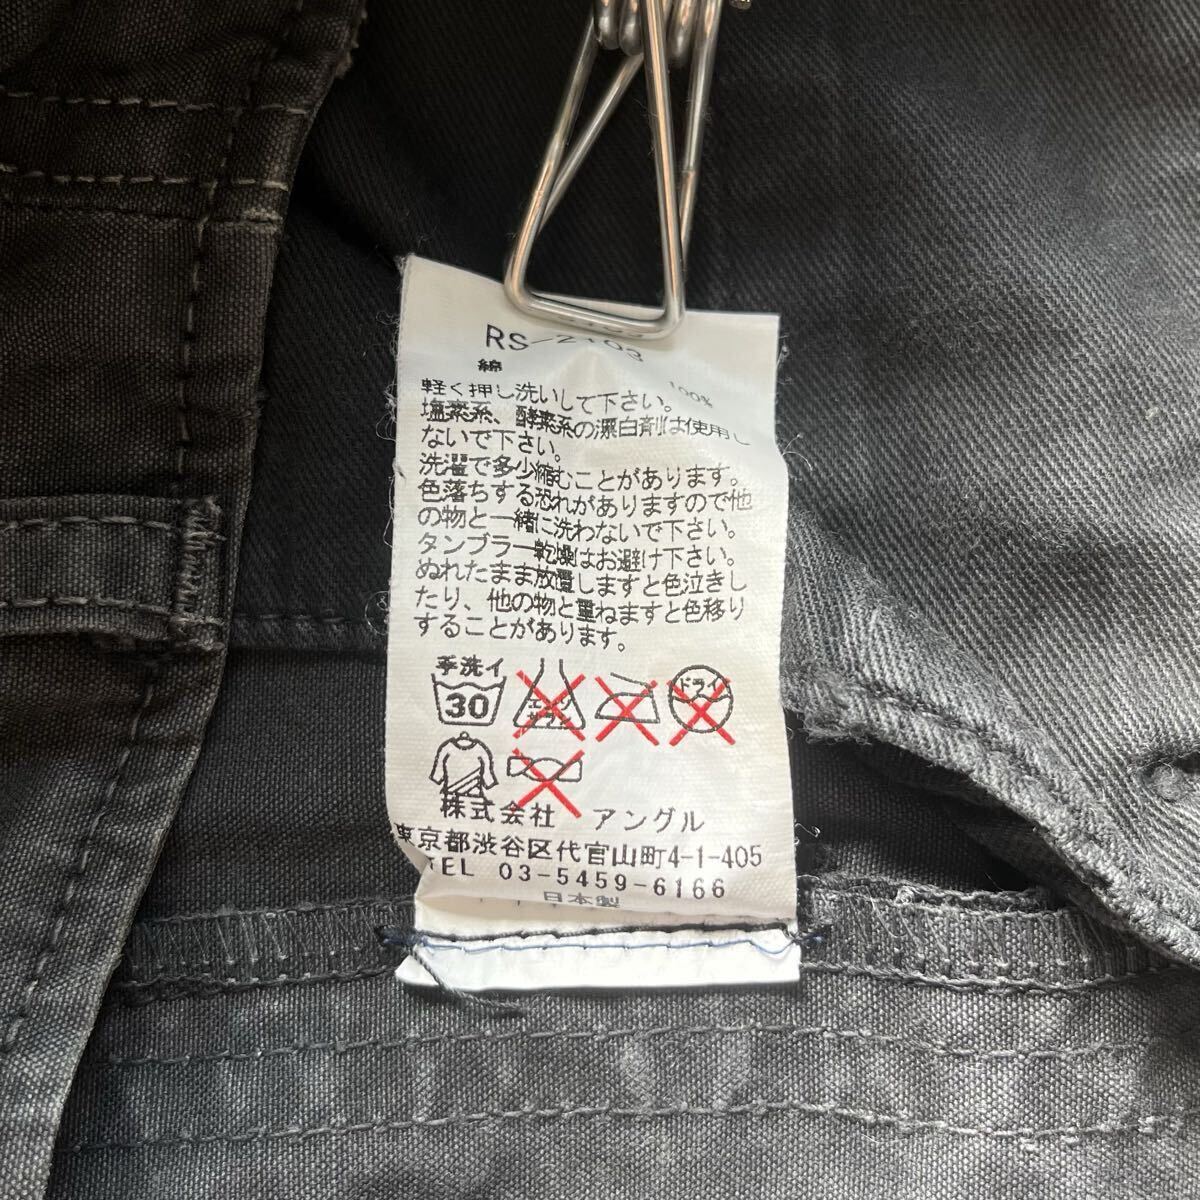 RS-2103
綿 100%
軽く押し洗いして下さい。
塩素系、酵素系の漂白剤は使用し
ないで下さい。
洗濯で多少縮むことがあります。
色落ちする恐れがありますので他
の物と一緒に洗わないで下さい。
タンブラー乾燥はお避け下さい。
ぬれたまま放置しますと色泣きし
たり、他の物と重ねますと色移り
することがあります。
手洗イ
30
エンソ
サラシ
ドライ
株式会社 アングル
東京都渋谷区代官山町4-1-405
TEL 03-5459-6166
日本製